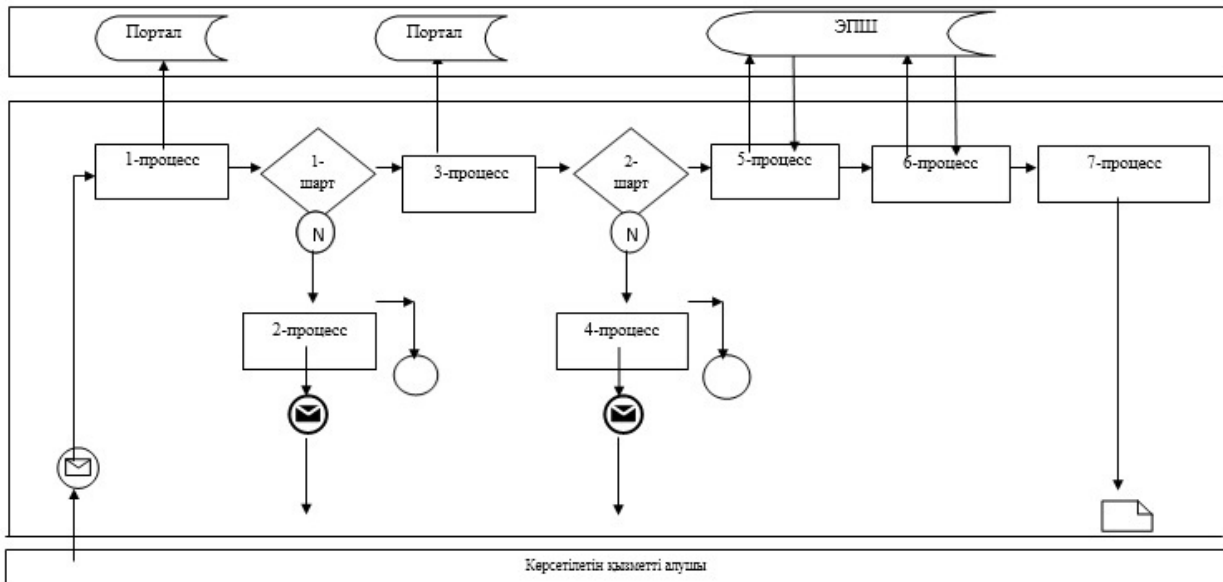 Портал
Портал
ЭПШ
1-процесс
1-
шарт
3-процесс
2-
шарт
5-процесс
6-процесс
7-процесс
N
N
2-процесс
4-процесс
Көрсетілетін қызметті алушы